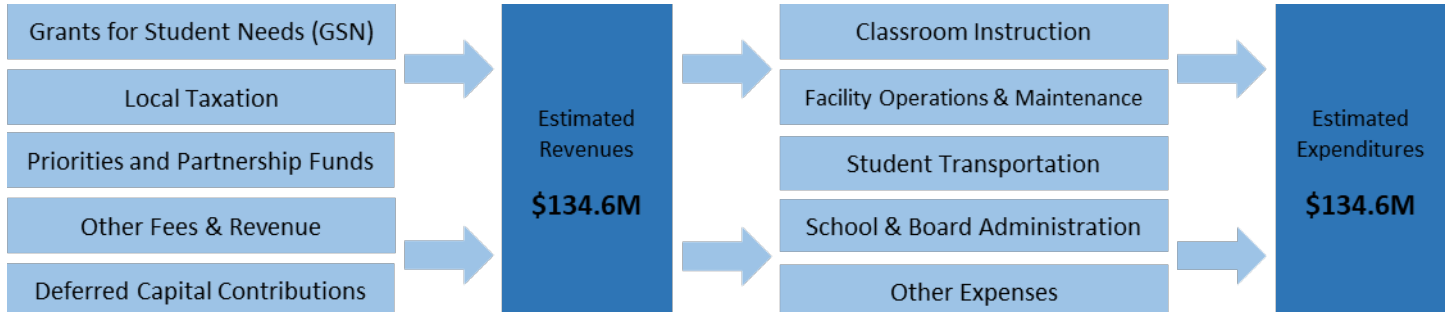 Grants for Student Needs (GSN)
Local Taxation
Priorities and Partnership Funds
Other Fees & Revenue
Deferred Capital Contributions
Estimated
Revenues
$134.6M
Classroom Instruction
Facility Operations & Maintenance
Student Transportation
School & Board Administration
Other Expenses
Estimated
Expenditures
$134.6M